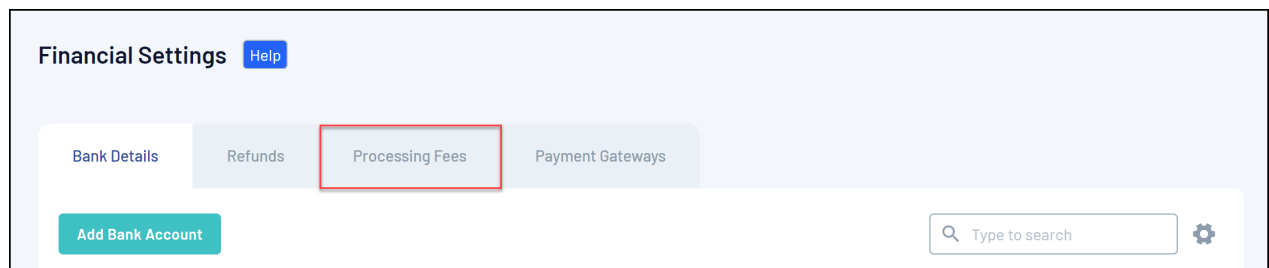 Financial Settings Help
Bank Details Refunds Processing Fees Payment Gateways
Add Bank Account Type to search